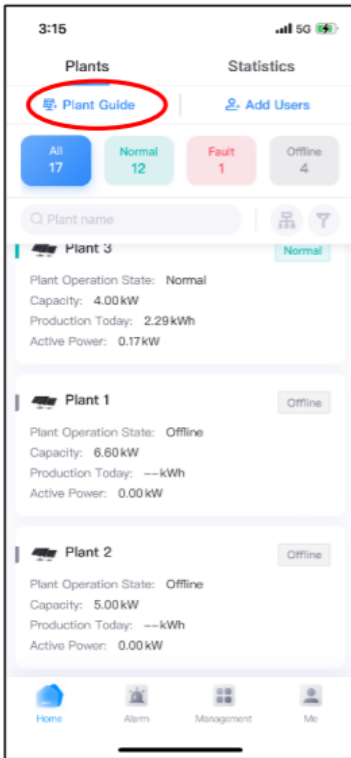 3:15 5G
Plants Statistics
Plant Guide Add Users
All Normal Fault Offline
17 12 1 4
Plant name
Plant 3 Normal
Plant Operation State: Normal
Capacity: 4.00kW
Production Today: 2.29kWh
Active Power: 0.17kW
Plant 1 Offline
Plant Operation State: Offline
Capacity: 6.60kW
Production Today: --kWh
Active Power: 0.00kW
Plant 2 Offline
Plant Operation State: Offline
Capacity: 5.00kW
Production Today: --kWh
Active Power: 0.00kW
Home Alarm Management Me